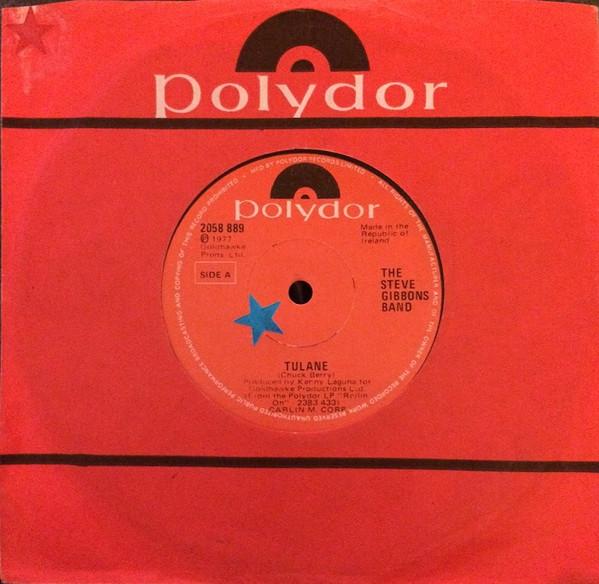 polydor
MFD BY POLYDOR RECORDS LIMITED • ALL RIGHTS OF THE MANUFACTURER AND OF THE OWNER OF THE RECORDED WORK RESERVED UNAUTHORISED PUBLIC PERFORMANCE BROADCASTING AND COPYING OF THIS RECORD PROHIBITED •
polydor
2058 889
℗ 1977
Goldhawke
Prons. Ltd.
Made in the
Republic of
Ireland
SIDE A
THE
STEVE
GIBBONS
BAND
TULANE
(Chuck Berry)
Produced by Kenny Laguna for
Goldhawke Productions Ltd.
(From the Polydor LP "Rollin
On" 2383 433)
CARLIN M. CORP.